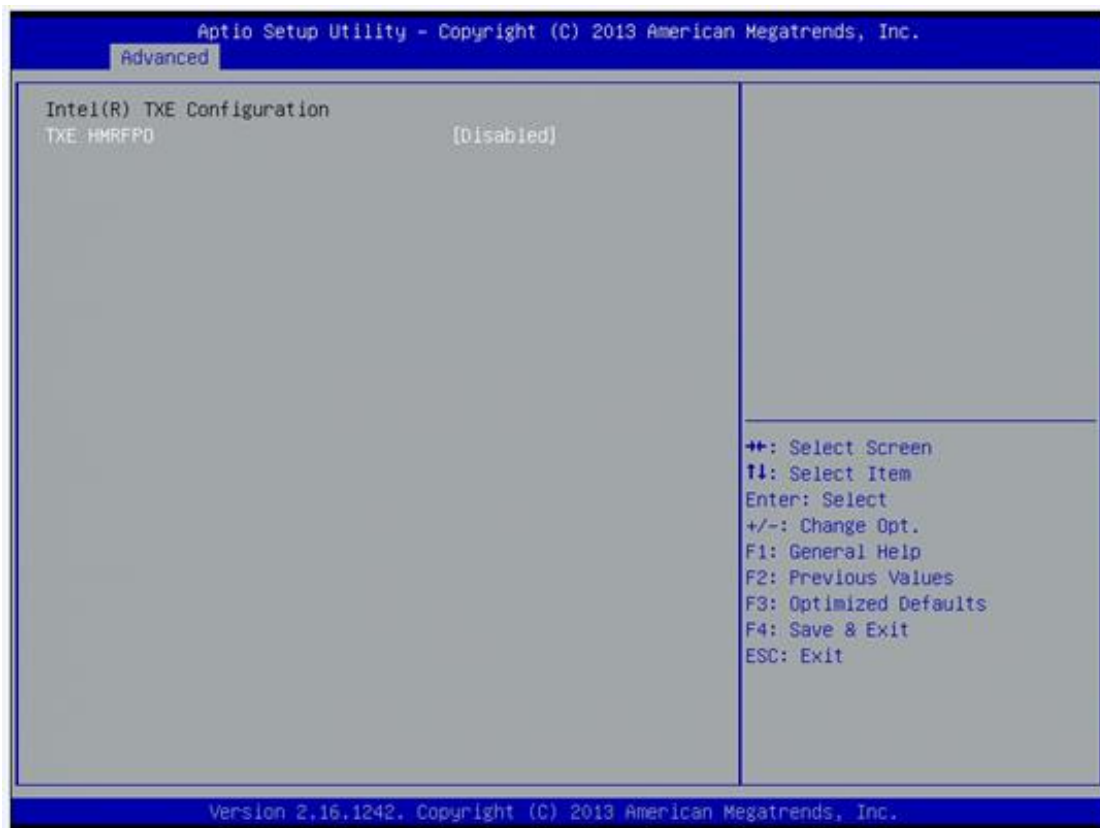 Aptio Setup Utility - Copyright (C) 2013 American Megatrends, Inc.
Advanced
Intel(R) TXE Configuration
TXE HMRFPO [Disabled]
→←: Select Screen
↑↓: Select Item
Enter: Select
+/-: Change Opt.
F1: General Help
F2: Previous Values
F3: Optimized Defaults
F4: Save & Exit
ESC: Exit
Version 2.16.1242. Copyright (C) 2013 American Megatrends, Inc.